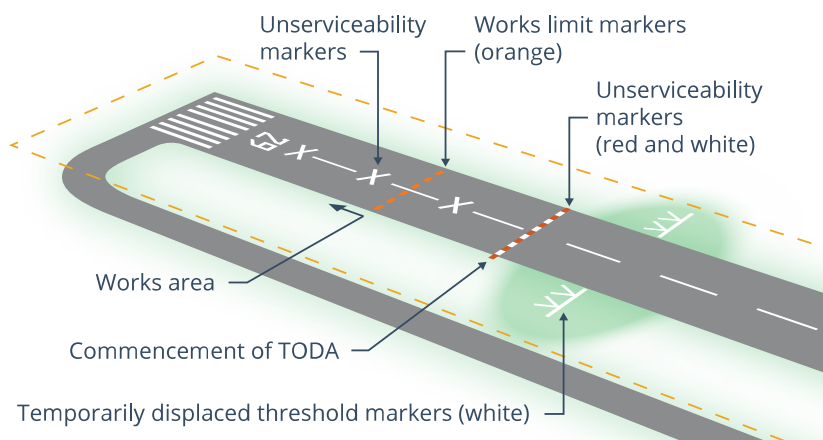 Unserviceability
markers
Works limit markers
(orange)
Unserviceability
markers
(red and white)
29
Works area
Commencement of TODA
Temporarily displaced threshold markers (white)